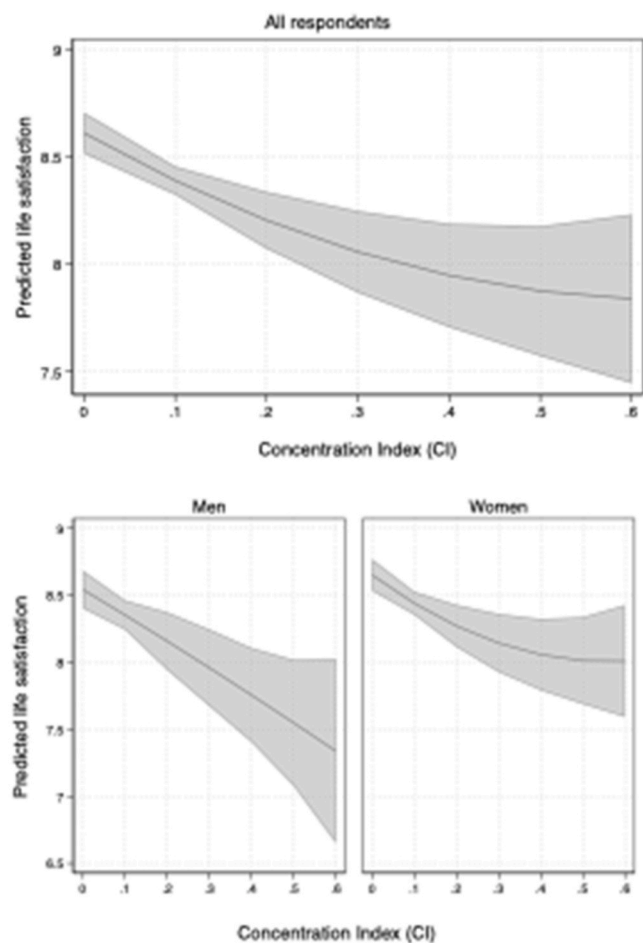 All respondents
Predicted life satisfaction
9
8.5
8
7.5
0 .1 .2 .3 .4 .5 .6
Concentration Index (CI)
Men Women
Predicted life satisfaction
9
8.5
8
7.5
7
6.5
0 .1 .2 .3 .4 .5 .6 0 .1 .2 .3 .4 .5 .6
Concentration Index (CI)